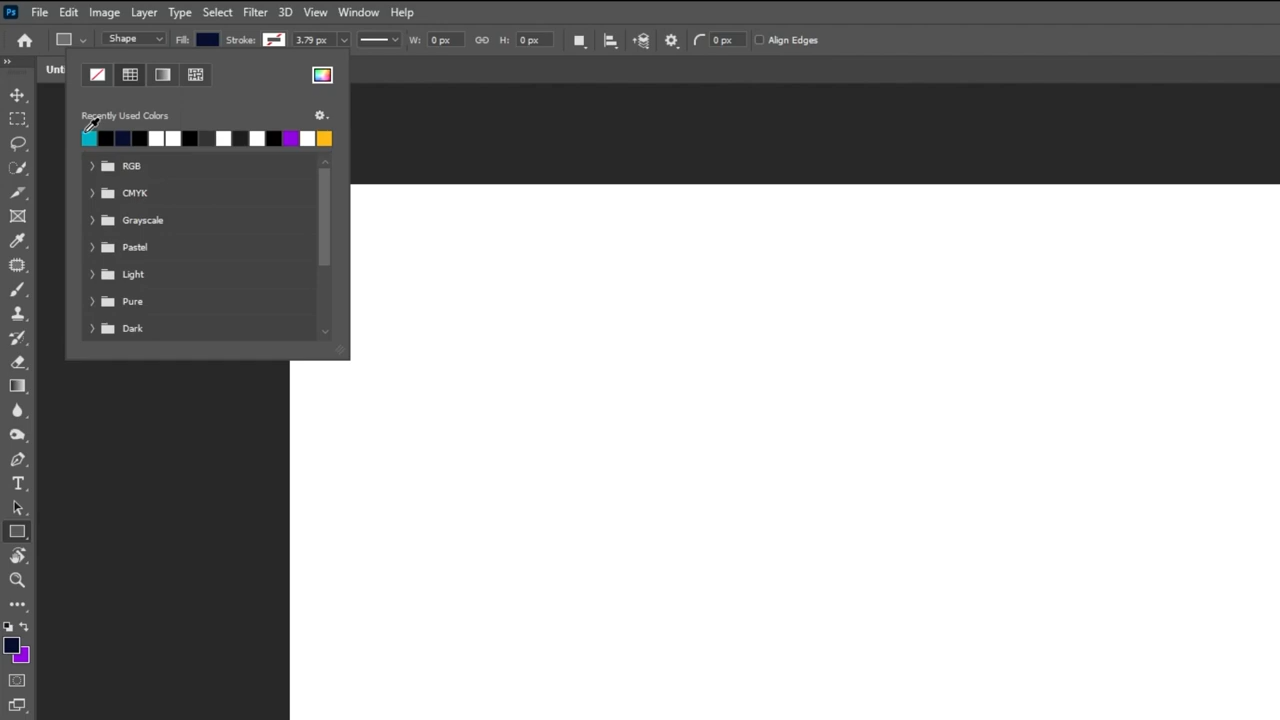 Ps File Edit Image Layer Type Select Filter 3D View Window Help
Shape Fill: Stroke: 3.79 px W: 0 px H: 0 px 0 px Align Edges
Recently Used Colors
RGB
CMYK
Grayscale
Pastel
Light
Pure
Dark